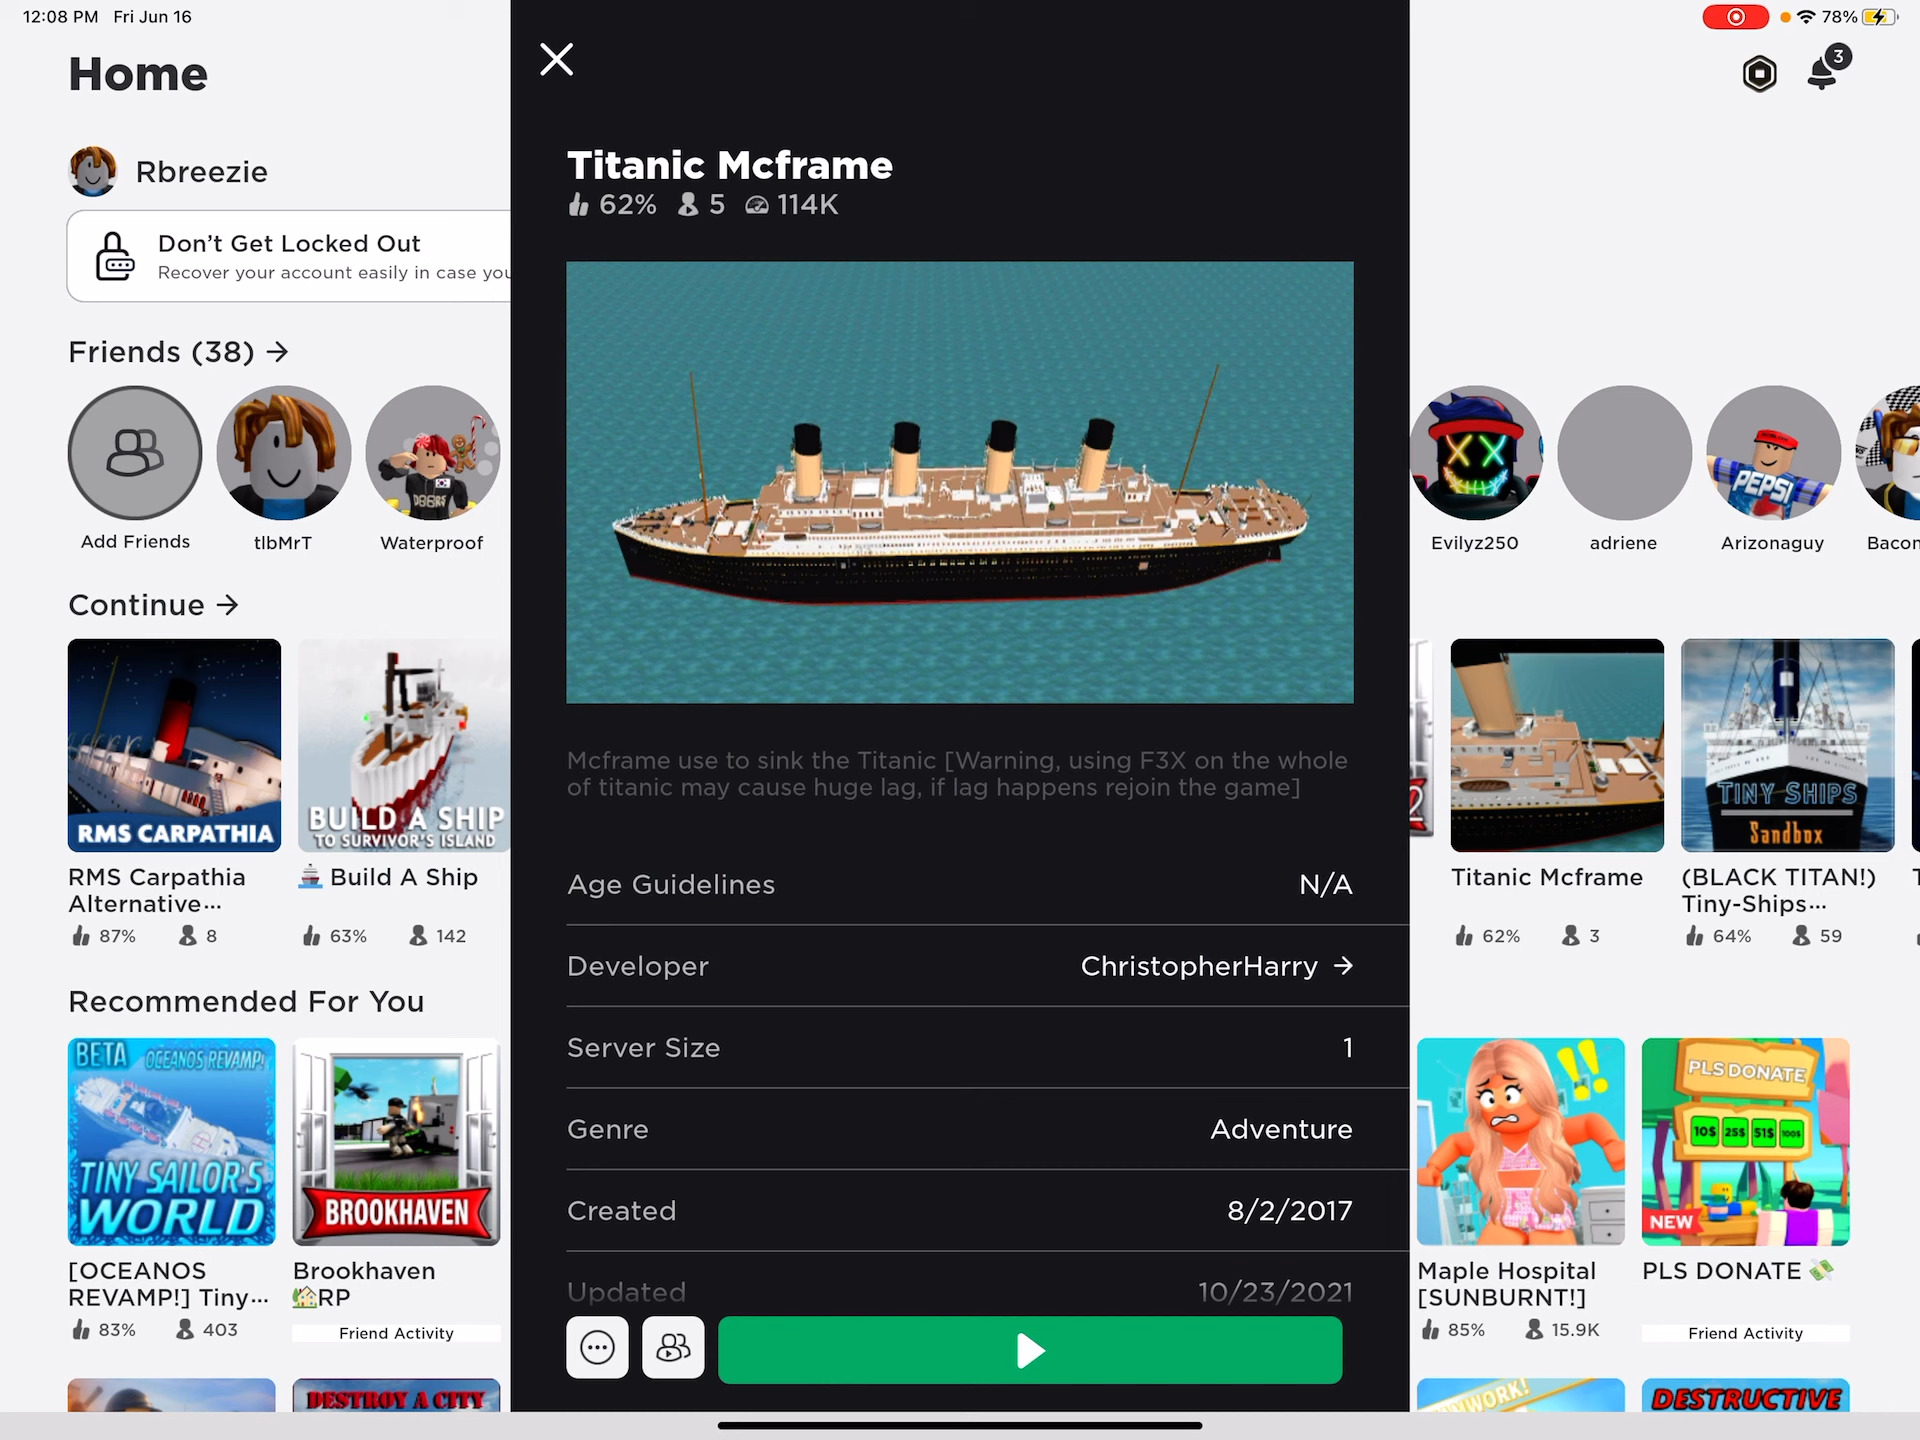 12:08 PM Fri Jun 16
78%
Home
3
Rbreezie
Don't Get Locked Out
Recover your account easily in case you
Friends (38) →
Add Friends
tlbMrT
Waterproof
DOORS
Evilyz250
adriene
PEPSI
Arizonaguy
Bacon
Continue →
RMS CARPATHIA
RMS Carpathia
Alternative...
87% 8
BUILD A SHIP
TO SURVIVOR'S ISLAND
🚢 Build A Ship
63% 142
Titanic Mcframe
62% 3
TINY SHIPS
Sandbox
(BLACK TITAN!)
Tiny-Ships...
64% 59
Recommended For You
BETA OCEANOS REVAMP!
TINY SAILOR'S
WORLD
[OCEANOS
REVAMP!] Tiny...
83% 403
BROOKHAVEN
Brookhaven
🏡RP
Friend Activity
!!
Maple Hospital
[SUNBURNT!]
85% 15.9K
PLS DONATE
10$ 25$ 51$ 100$
NEW
PLS DONATE 💸
Friend Activity
DESTROY A CITY
DESTRUCTIVE
Titanic Mcframe
62% 5 114K
Mcframe use to sink the Titanic [Warning, using F3X on the whole
of titanic may cause huge lag, if lag happens rejoin the game]
Age Guidelines N/A
Developer ChristopherHarry →
Server Size 1
Genre Adventure
Created 8/2/2017
Updated 10/23/2021